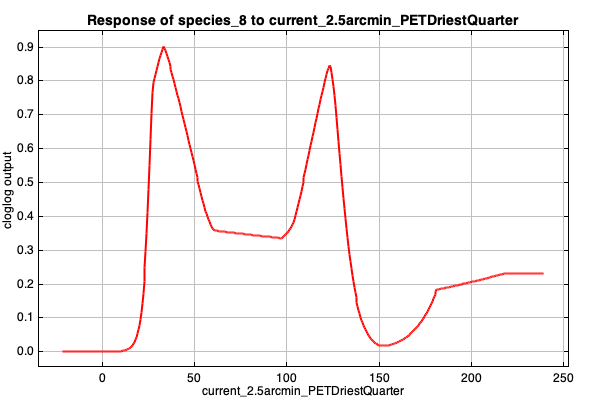 Response of species_8 to current_2.5arcmin_PETDriestQuarter
cloglog output
0.9
0.8
0.7
0.6
0.5
0.4
0.3
0.2
0.1
0.0
0 50 100 150 200 250
current_2.5arcmin_PETDriestQuarter